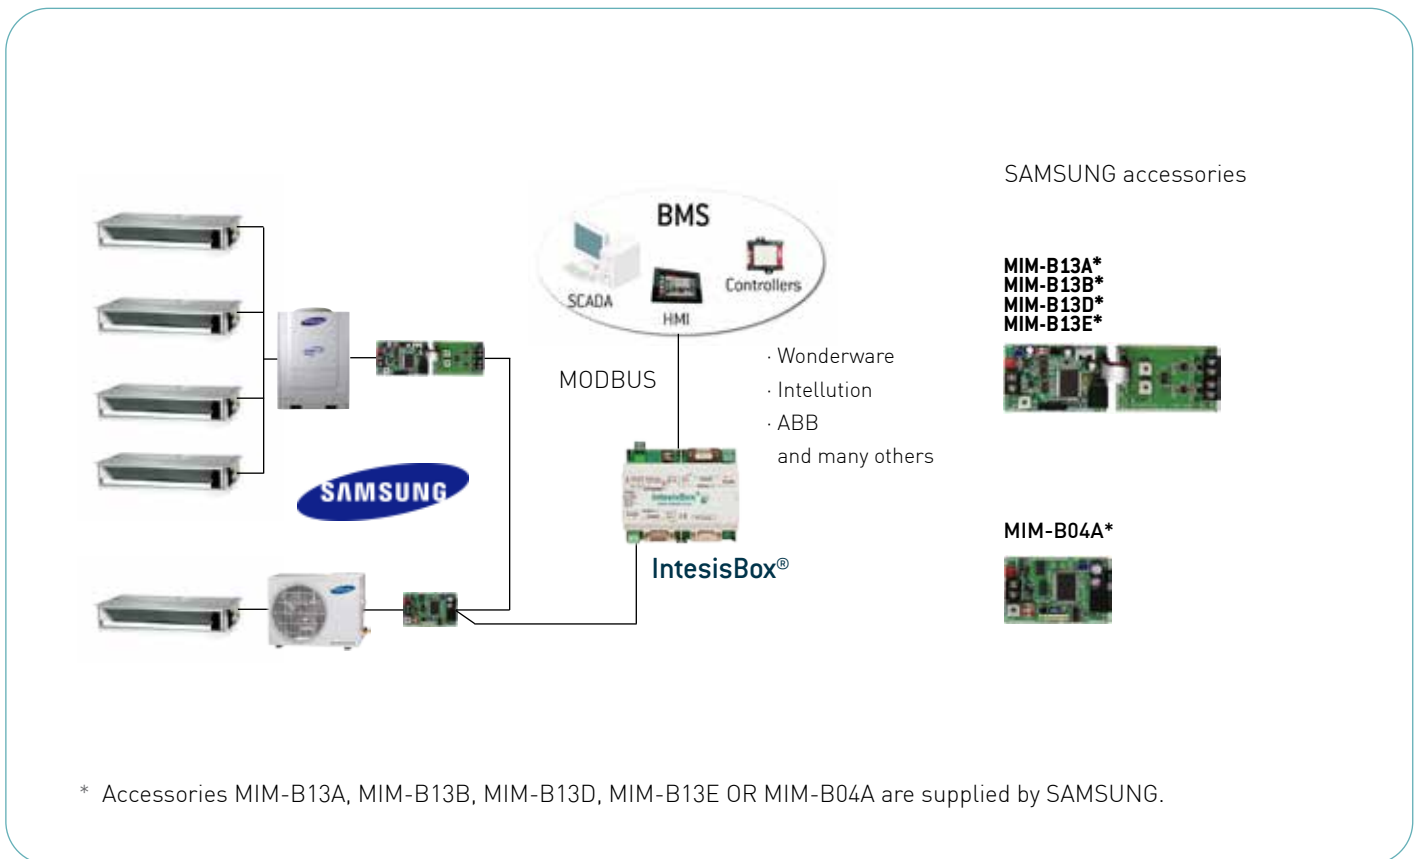 SAMSUNG accessories
BMS
SCADA
HMI
Controllers
MIM-B13A*
MIM-B13B*
MIM-B13D*
MIM-B13E*
MODBUS
· Wonderware
· Intellution
· ABB
and many others
SAMSUNG
IntesisBox®
IntesisBox®
MIM-B04A*
* Accessories MIM-B13A, MIM-B13B, MIM-B13D, MIM-B13E OR MIM-B04A are supplied by SAMSUNG.